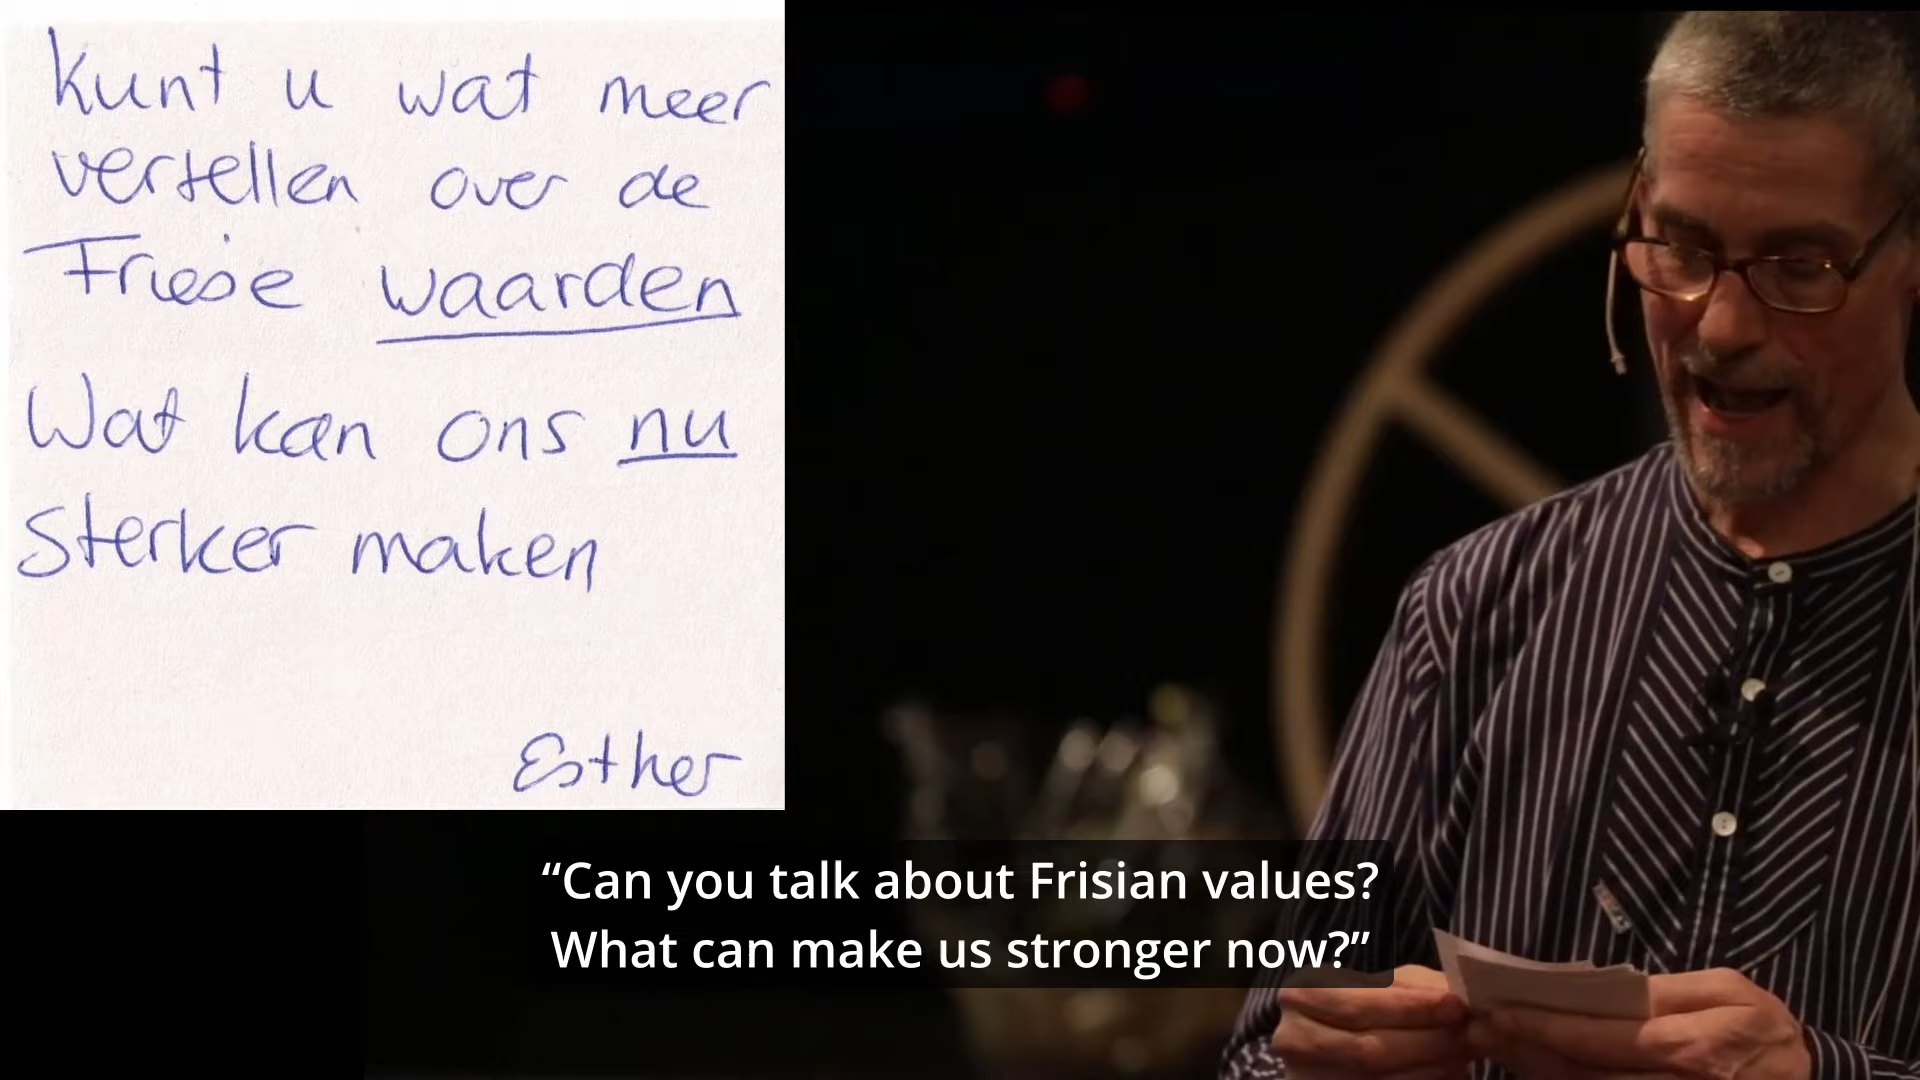 Kunt u wat meer
vertellen over de
Friese waarden
Wat kan ons nu
sterker maken
Esther
“Can you talk about Frisian values?
What can make us stronger now?”